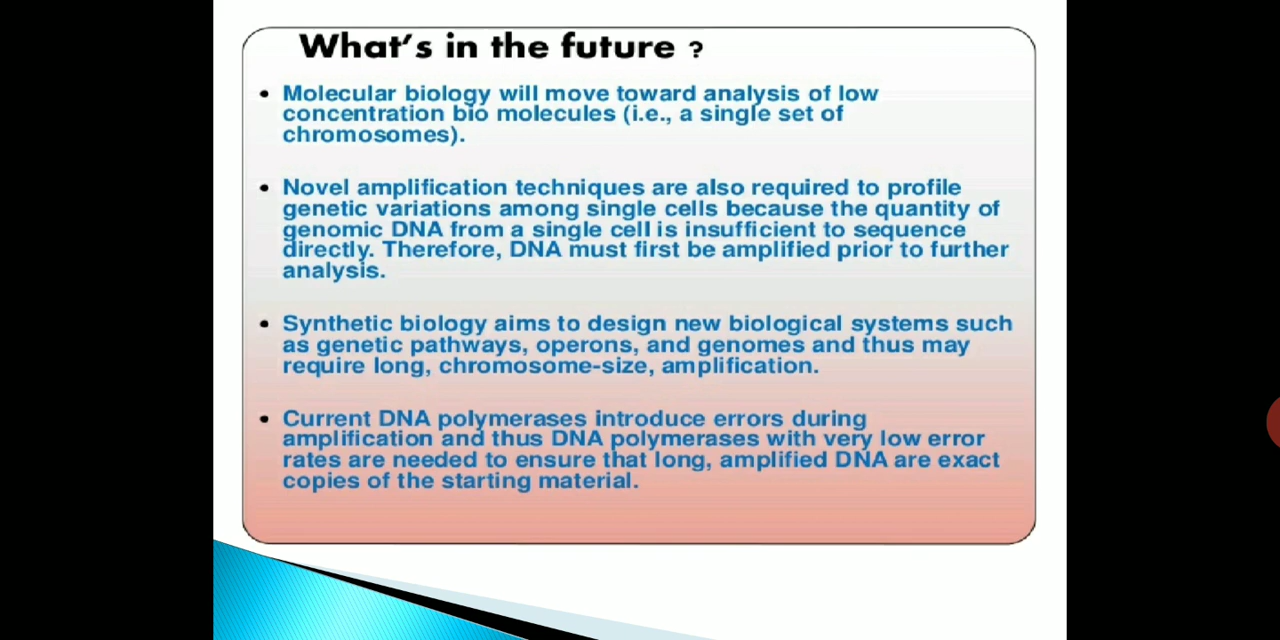 What's in the future ?
• Molecular biology will move toward analysis of low
concentration bio molecules (i.e., a single set of
chromosomes).
• Novel amplification techniques are also required to profile
genetic variations among single cells because the quantity of
genomic DNA from a single cell is insufficient to sequence
directly. Therefore, DNA must first be amplified prior to further
analysis.
• Synthetic biology aims to design new biological systems such
as genetic pathways, operons, and genomes and thus may
require long, chromosome-size, amplification.
• Current DNA polymerases introduce errors during
amplification and thus DNA polymerases with very low error
rates are needed to ensure that long, amplified DNA are exact
copies of the starting material.